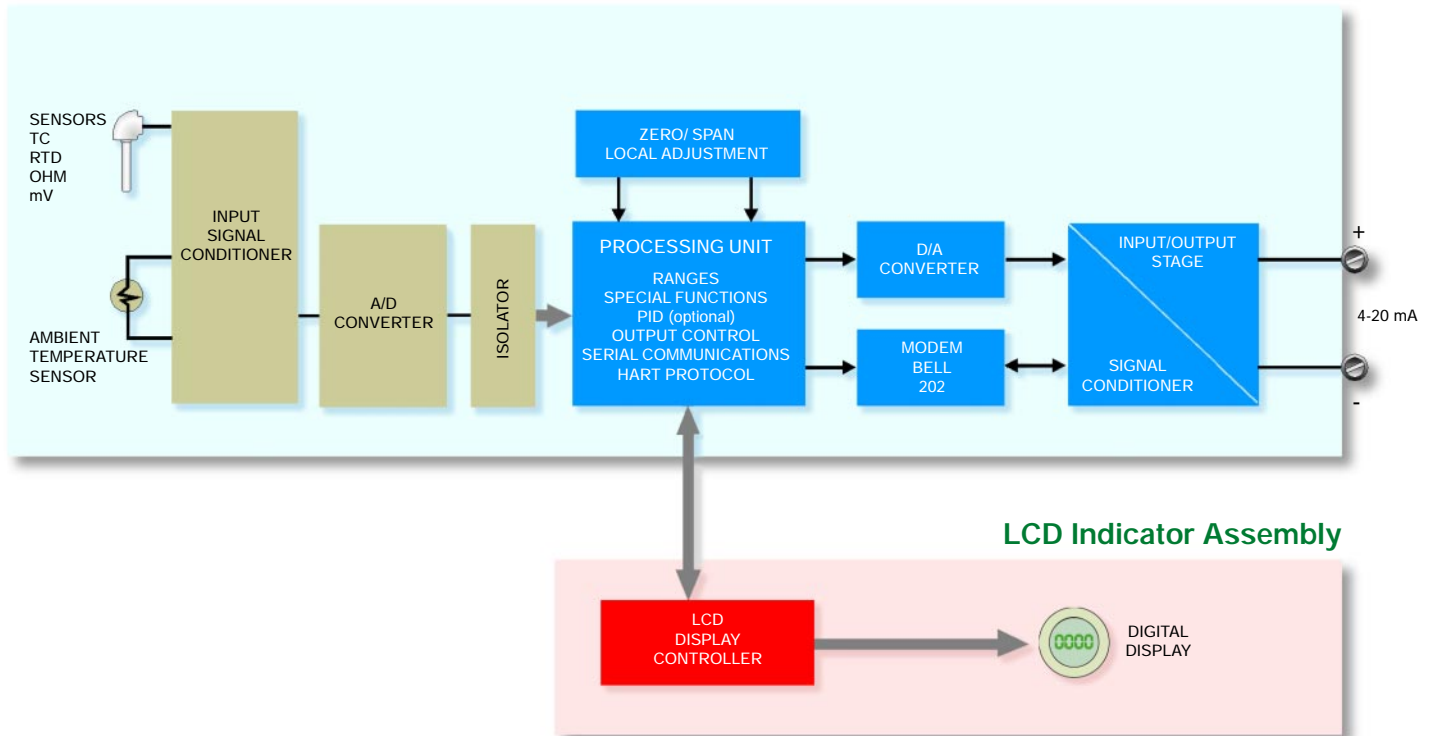 SENSORS
TC
RTD
OHM
mV
AMBIENT
TEMPERATURE
SENSOR
INPUT
SIGNAL
CONDITIONER
A/D
CONVERTER
ISOLATOR
ZERO/ SPAN
LOCAL ADJUSTMENT
PROCESSING UNIT
RANGES
SPECIAL FUNCTIONS
PID (optional)
OUTPUT CONTROL
SERIAL COMMUNICATIONS
HART PROTOCOL
D/A
CONVERTER
MODEM
BELL
202
INPUT/OUTPUT
STAGE
SIGNAL
CONDITIONER
+
4-20 mA
-
LCD Indicator Assembly
LCD
DISPLAY
CONTROLLER
0000
DIGITAL
DISPLAY